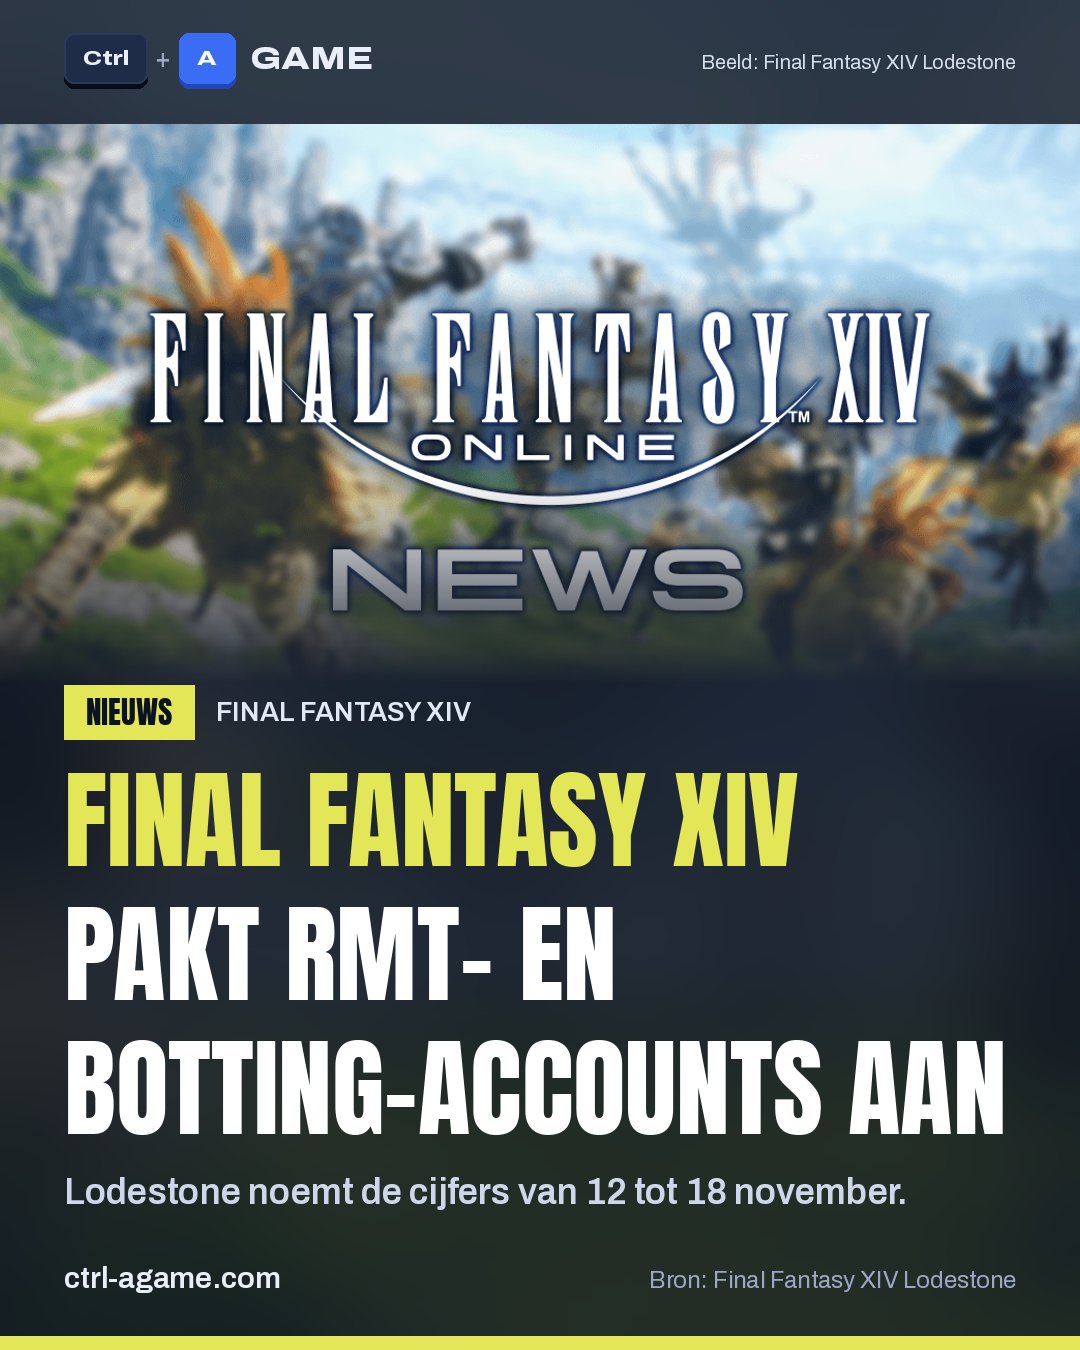 Ctrl + A GAME
Beeld: Final Fantasy XIV Lodestone
FINAL FANTASY XIV
TM
ONLINE
NEWS
NIEUWS FINAL FANTASY XIV
FINAL FANTASY XIV
PAKT RMT- EN
BOTTING-ACCOUNTS AAN
Lodestone noemt de cijfers van 12 tot 18 november.
ctrl-agame.com
Bron: Final Fantasy XIV Lodestone